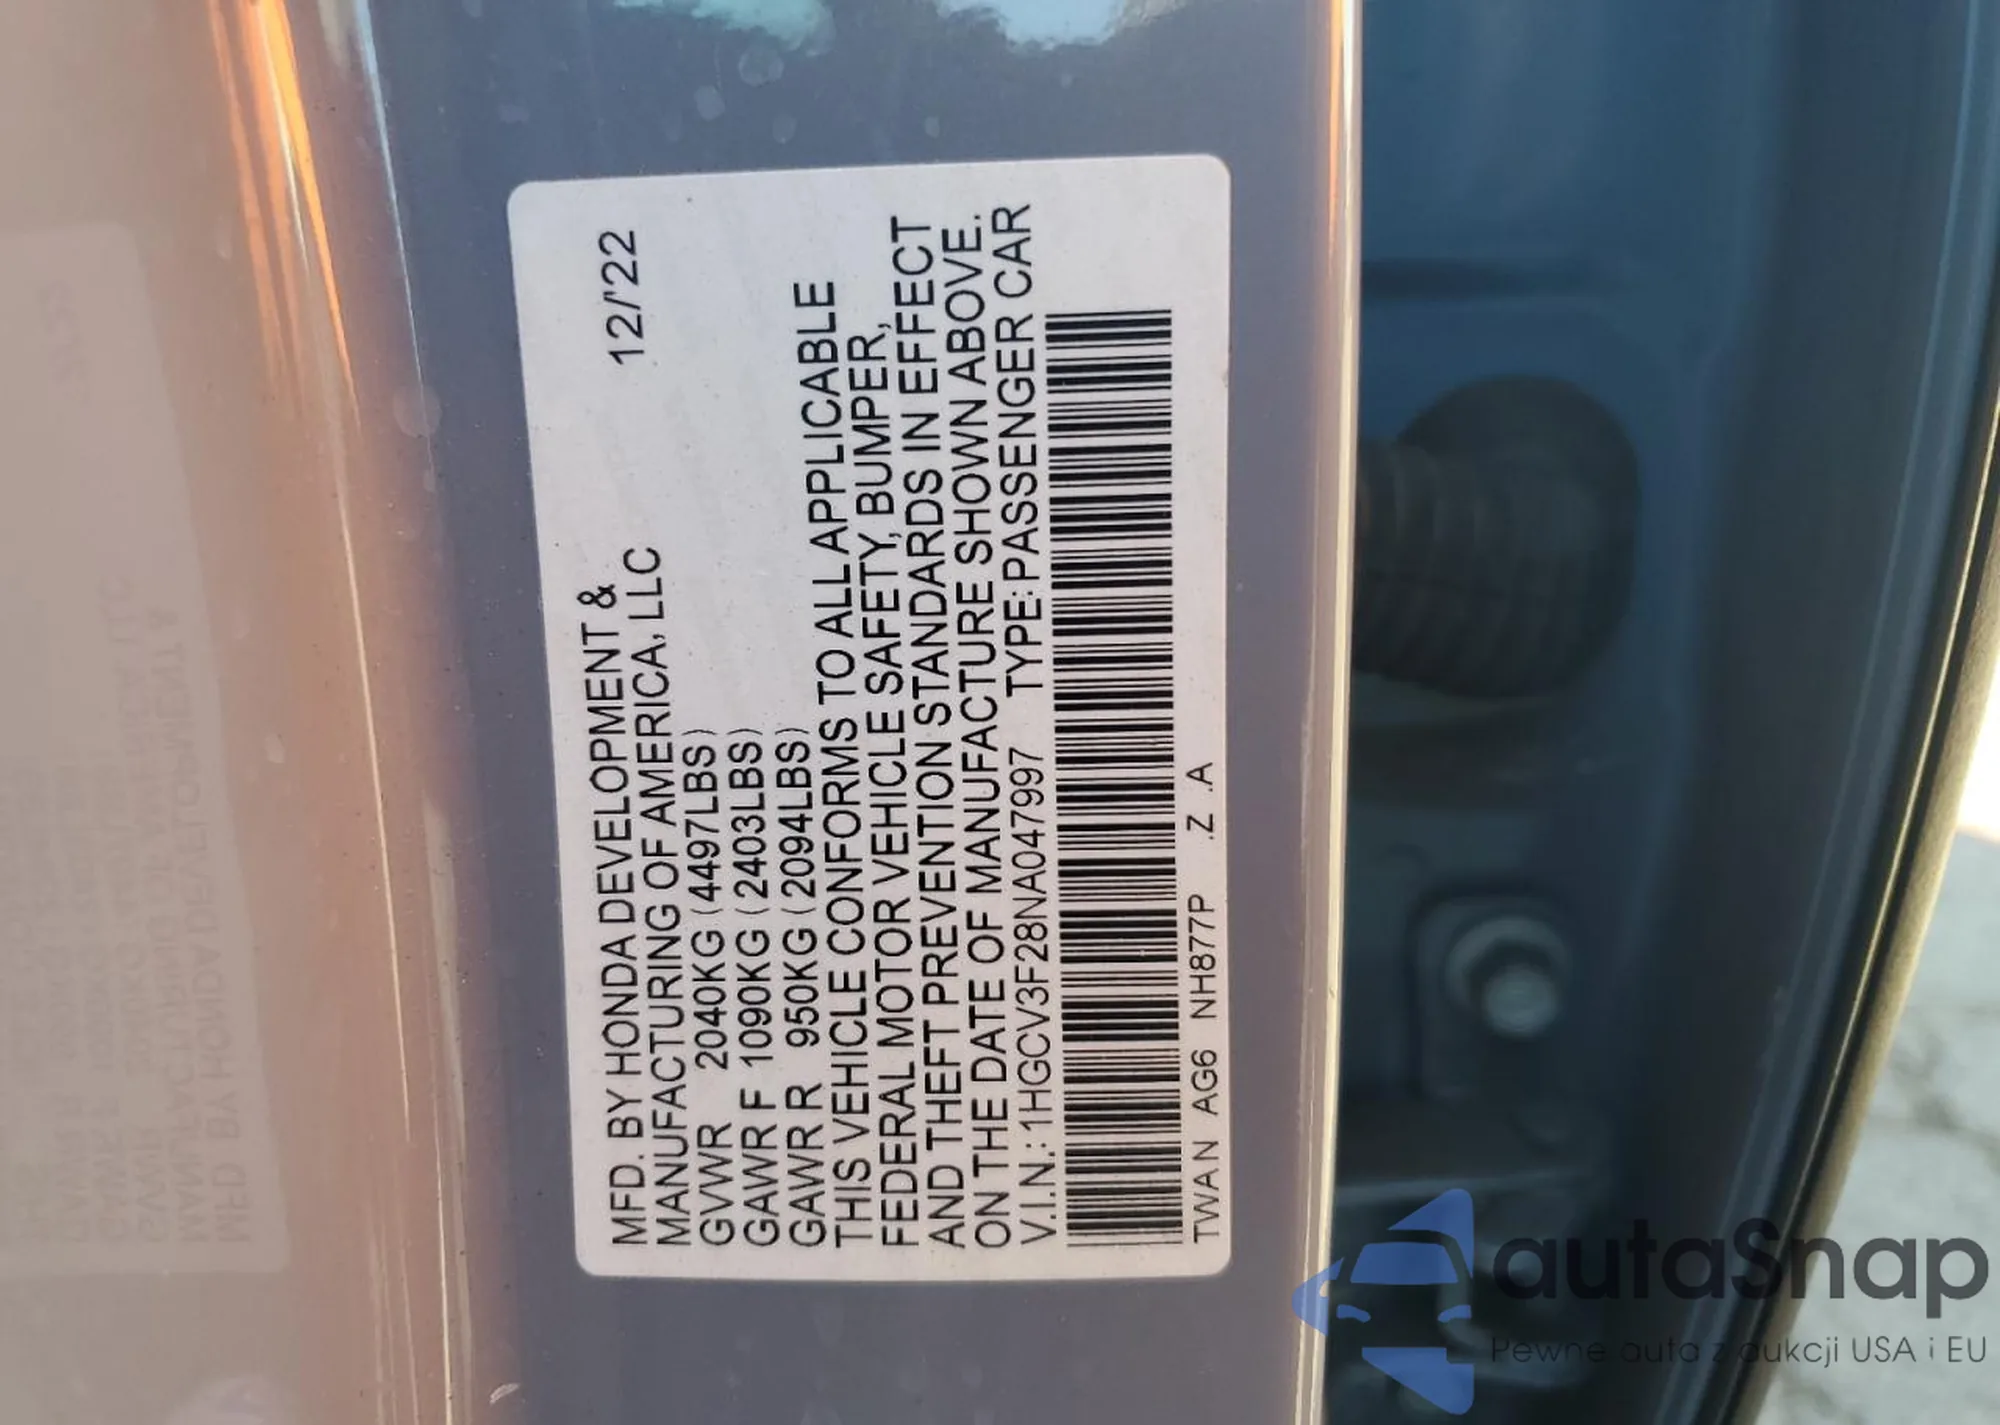 MFD. BY HONDA DEVELOPMENT &
MANUFACTURING OF AMERICA, LLC 12/'22
GVWR 2040KG (4497LBS)
GAWR F 1090KG (2403LBS)
GAWR R 950KG (2094LBS)
THIS VEHICLE CONFORMS TO ALL APPLICABLE
FEDERAL MOTOR VEHICLE SAFETY, BUMPER,
AND THEFT PREVENTION STANDARDS IN EFFECT
ON THE DATE OF MANUFACTURE SHOWN ABOVE.
V.I.N.: 1HGCV3F28NA047997 TYPE: PASSENGER CAR
TWAN AG6 NH877P .Z .A
autaSnap
Pewne auta z aukcji USA i EU